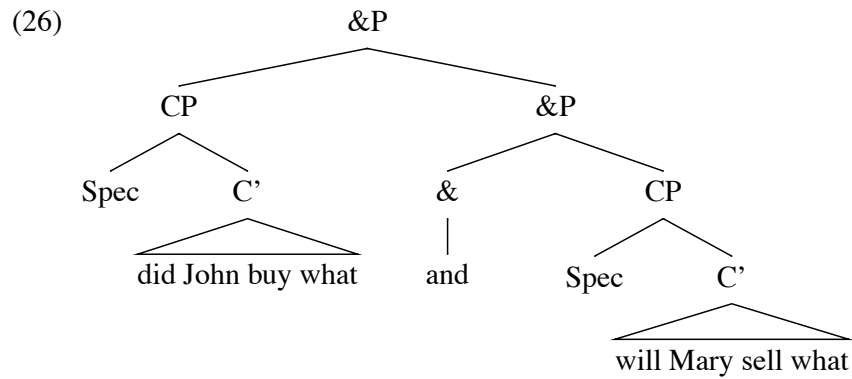 (26) &P
CP &P
Spec C’ & CP
did John buy what and Spec C’
will Mary sell what